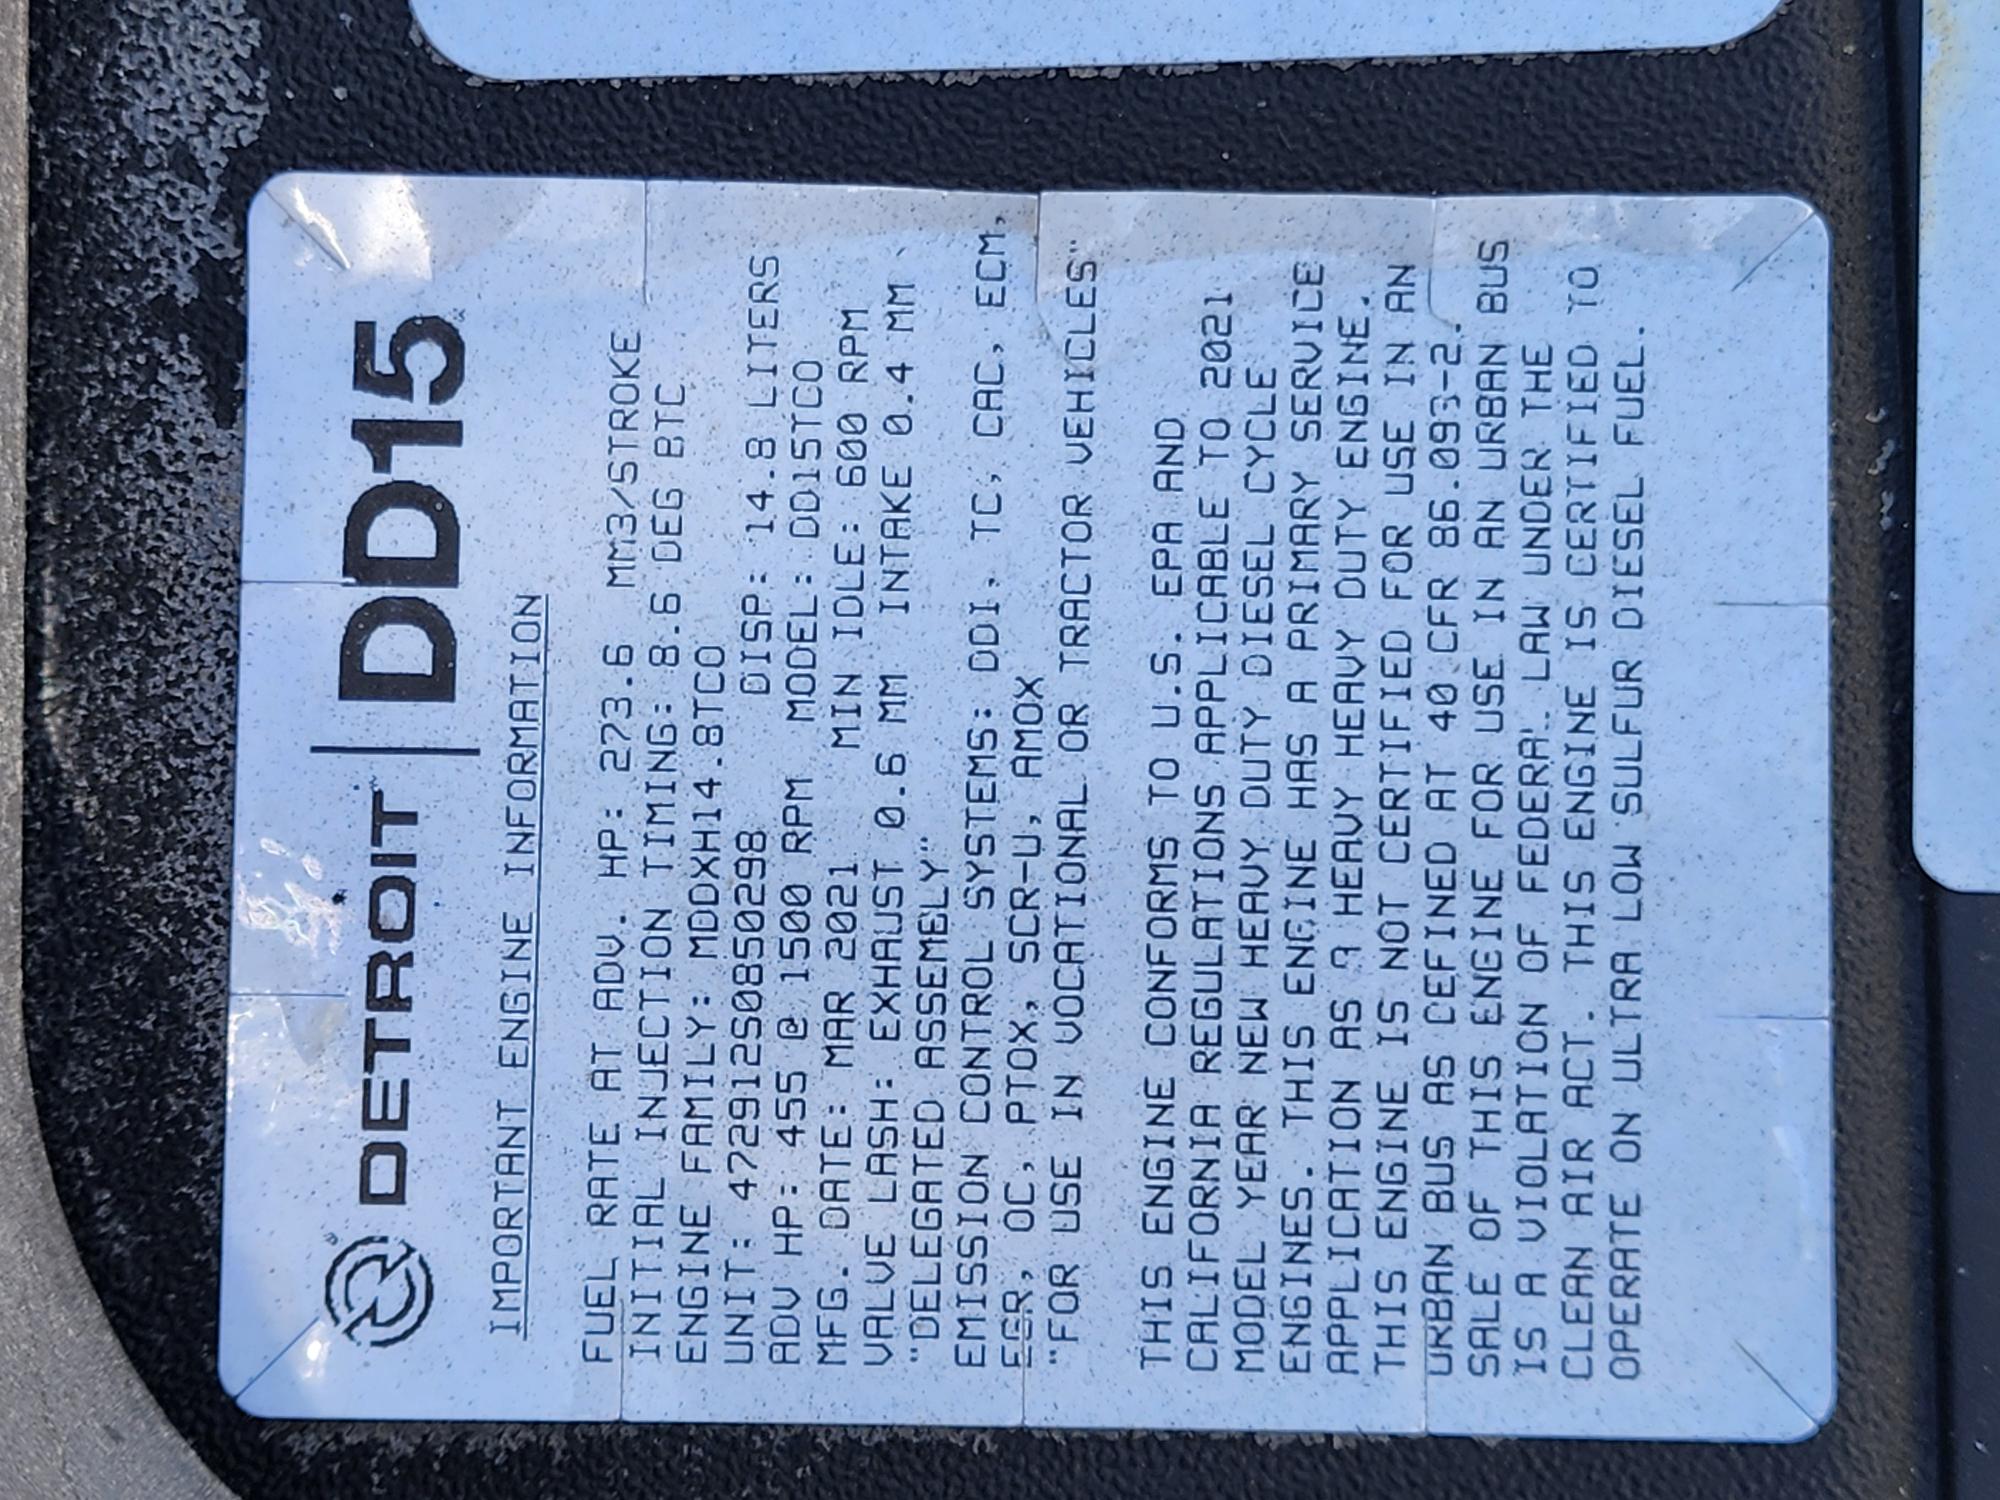 DETROIT DD15
IMPORTANT ENGINE INFORMATION
FUEL RATE AT ADV. HP: 273.6 MM3/STROKE
INITIAL INJECTION TIMING: 8.6 DEG BTC
ENGINE FAMILY: MDDXH14.8TCO
UNIT: 472912S0850298 DISP: 14.8 LITERS
ADV HP: 455 @ 1500 RPM MODEL: DD15TCO
MFG. DATE: MAR 2021 MIN IDLE: 600 RPM
VALVE LASH: EXHAUST 0.6 MM INTAKE 0.4 MM
"DELEGATED ASSEMBLY"
EMISSION CONTROL SYSTEMS: DDI, TC, CAC, ECM,
EGR, OC, PTOX, SCR-U, AMOX
"FOR USE IN VOCATIONAL OR TRACTOR VEHICLES"
THIS ENGINE CONFORMS TO U.S. EPA AND
CALIFORNIA REGULATIONS APPLICABLE TO 2021
MODEL YEAR NEW HEAVY DUTY DIESEL CYCLE
ENGINES. THIS ENGINE HAS A PRIMARY SERVICE
APPLICATION AS A HEAVY HEAVY DUTY ENGINE.
THIS ENGINE IS NOT CERTIFIED FOR USE IN AN
URBAN BUS AS DEFINED AT 40 CFR 86.093-2.
SALE OF THIS ENGINE FOR USE IN AN URBAN BUS
IS A VIOLATION OF FEDERAL LAW UNDER THE
CLEAN AIR ACT. THIS ENGINE IS CERTIFIED TO
OPERATE ON ULTRA LOW SULFUR DIESEL FUEL.